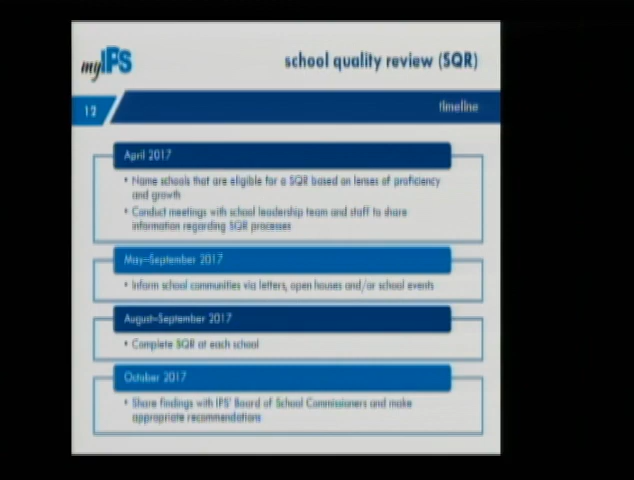 myIPS
school quality review (SQR)
12
timeline
April 2017
• Name schools that are eligible for a SQR based on lenses of proficiency
and growth
• Conduct meetings with school leadership team and staff to share
information regarding SQR processes
May–September 2017
• Inform school communities via letters, open houses and/or school events
August–September 2017
• Complete SQR at each school
October 2017
• Share findings with IPS' Board of School Commissioners and make
appropriate recommendations